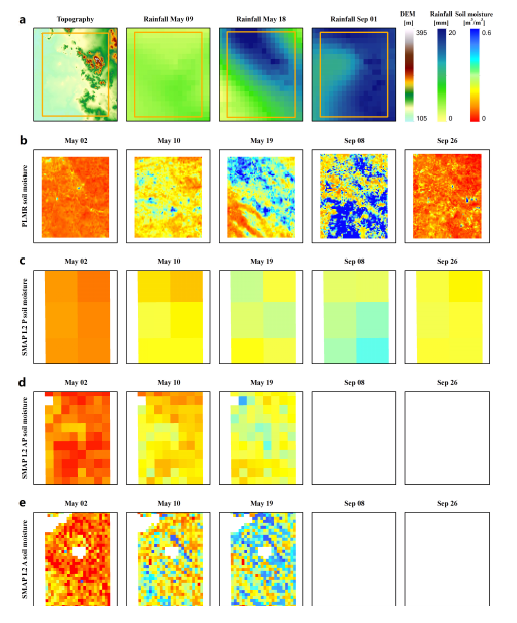 a
Topography
Rainfall May 09
Rainfall May 18
Rainfall Sep 01
DEM [m]
Rainfall [mm]
Soil moisture [m³/m³]
395
20
0.6
105
0
0
b
PLMR soil moisture
May 02
May 10
May 19
Sep 08
Sep 26
c
SMAP L2 P soil moisture
May 02
May 10
May 19
Sep 08
Sep 26
d
SMAP L2 AP soil moisture
May 02
May 10
May 19
Sep 08
Sep 26
e
SMAP L2 A soil moisture
May 02
May 10
May 19
Sep 08
Sep 26